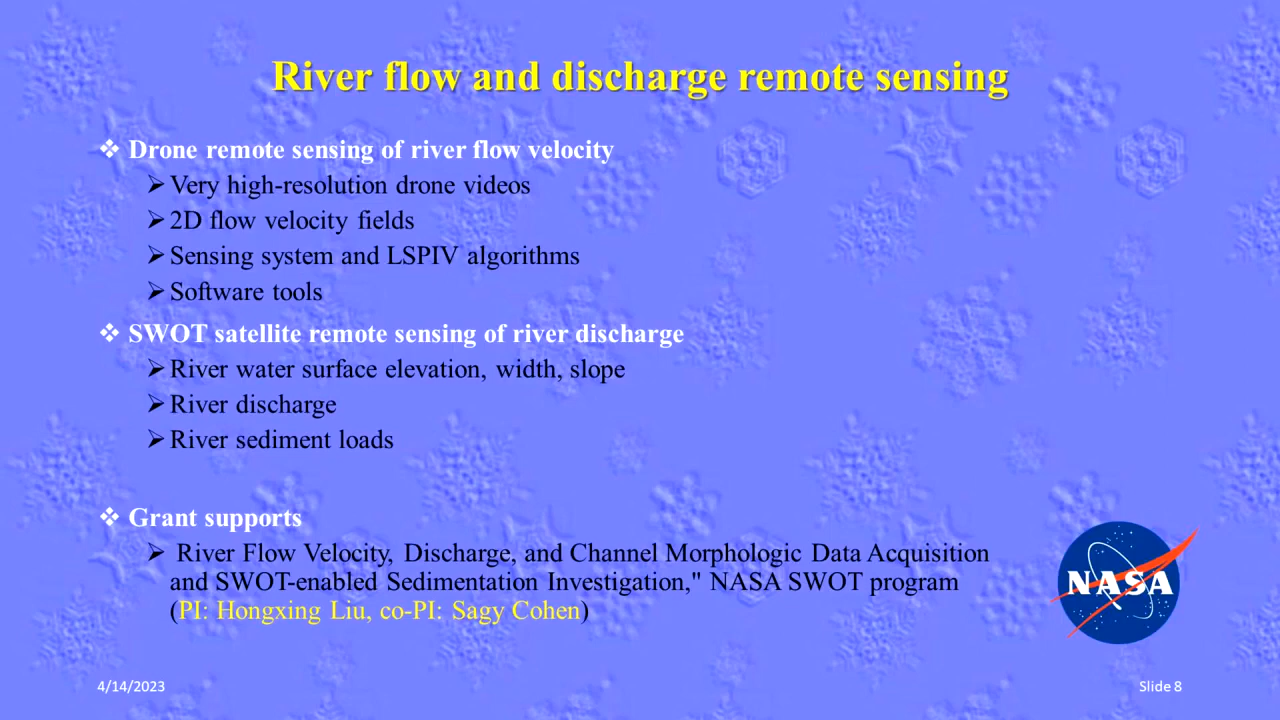 River flow and discharge remote sensing
❖ Drone remote sensing of river flow velocity
➢ Very high-resolution drone videos
➢ 2D flow velocity fields
➢ Sensing system and LSPIV algorithms
➢ Software tools
❖ SWOT satellite remote sensing of river discharge
➢ River water surface elevation, width, slope
➢ River discharge
➢ River sediment loads
❖ Grant supports
➢ River Flow Velocity, Discharge, and Channel Morphologic Data Acquisition
and SWOT-enabled Sedimentation Investigation," NASA SWOT program
(PI: Hongxing Liu, co-PI: Sagy Cohen)
NASA
4/14/2023
Slide 8